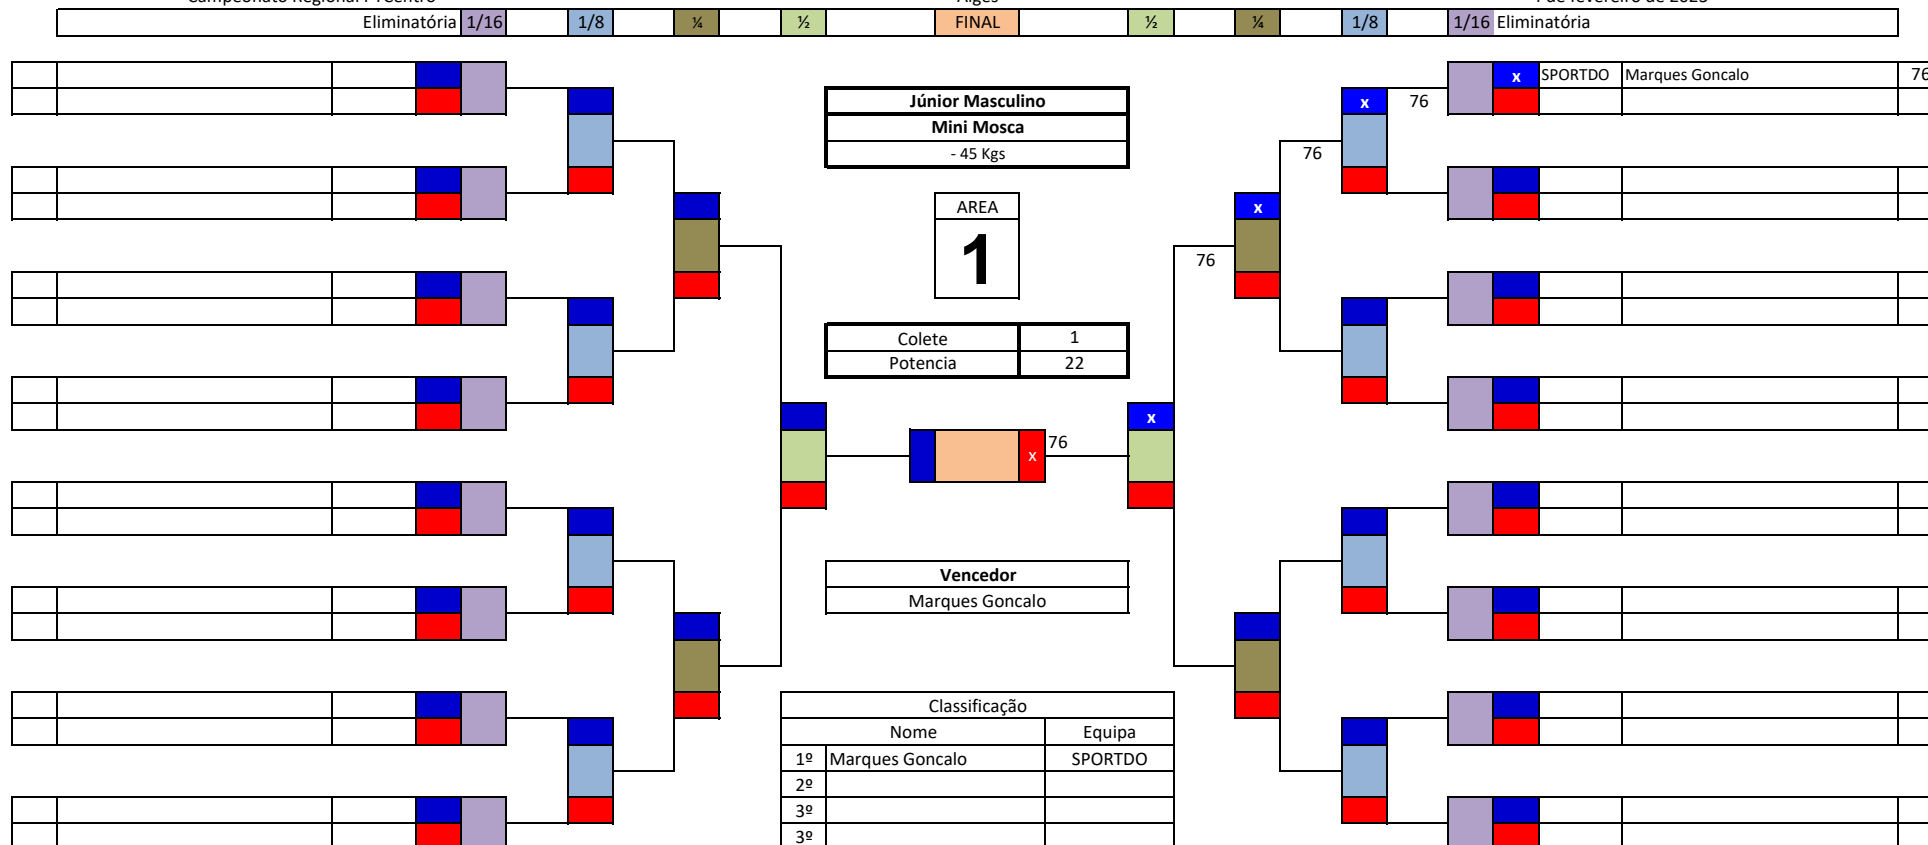 Eliminatória 1/16 1/8 ¼ ½ FINAL ½ ¼ 1/8 1/16 Eliminatória
x SPORTDO Marques Goncalo 76
Júnior Masculino
x 76
Mini Mosca
- 45 Kgs
76
AREA
x
1
76
Colete 1
Potencia 22
x
x 76
Vencedor
Marques Goncalo
Classificação
Nome Equipa
1º Marques Goncalo SPORTDO
2º
3º
3º